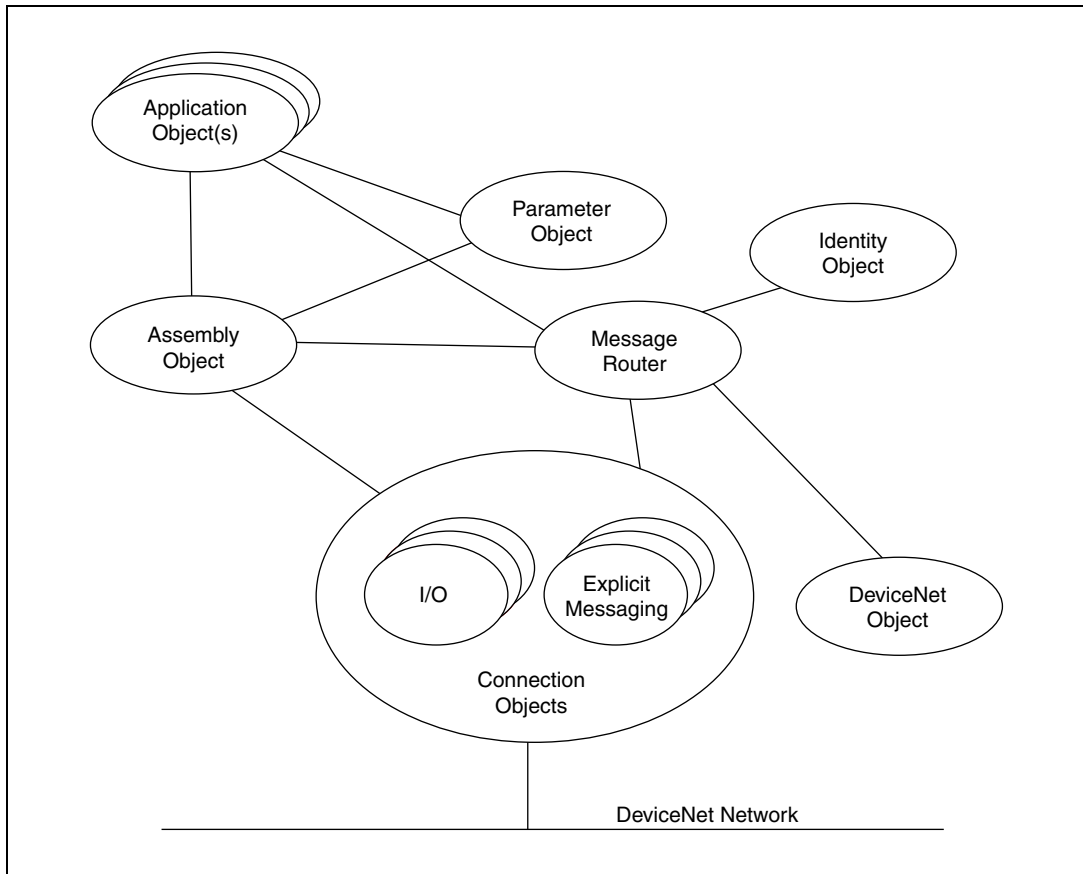 Application
Object(s)
Parameter
Object
Identity
Object
Assembly
Object
Message
Router
I/O
Explicit
Messaging
DeviceNet
Object
Connection
Objects
DeviceNet Network